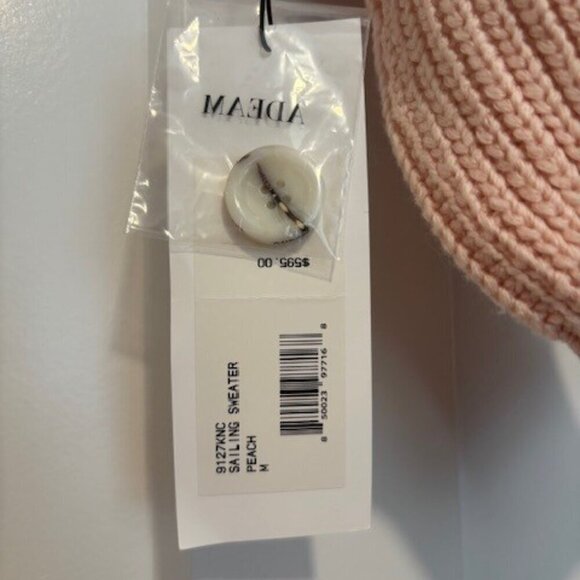 ADEAM
$595.00
9127KNC
SAILING SWEATER
PEACH
M
8 50023 97716 8